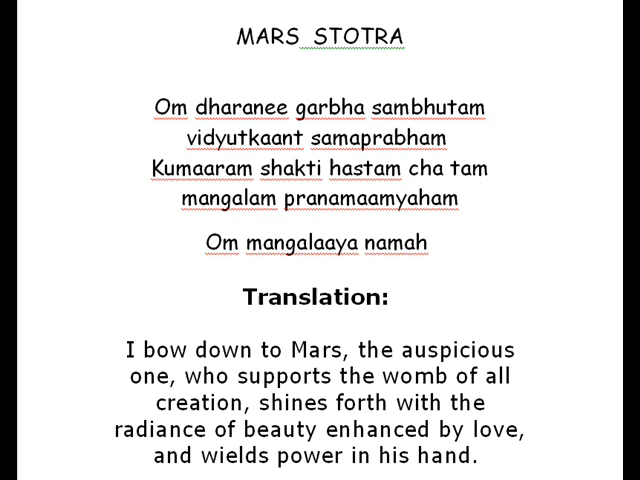 MARS STOTRA
Om dharanee garbha sambhutam
vidyutkaant samaprabham
Kumaaram shakti hastam cha tam
mangalam pranamaamyaham
Om mangalaaya namah
Translation:
I bow down to Mars, the auspicious
one, who supports the womb of all
creation, shines forth with the
radiance of beauty enhanced by love,
and wields power in his hand.